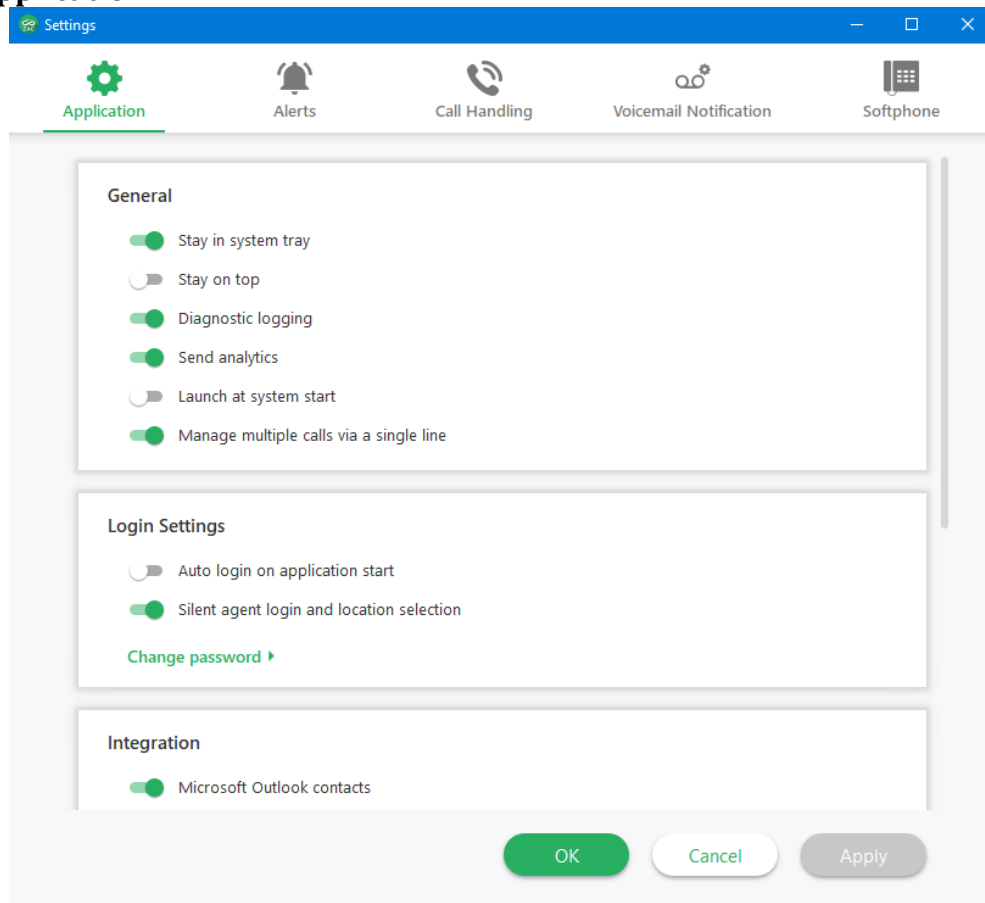 Settings
Application
Alerts
Call Handling
Voicemail Notification
Softphone
General
Stay in system tray
Stay on top
Diagnostic logging
Send analytics
Launch at system start
Manage multiple calls via a single line
Login Settings
Auto login on application start
Silent agent login and location selection
Change password
Integration
Microsoft Outlook contacts
OK
Cancel
Apply